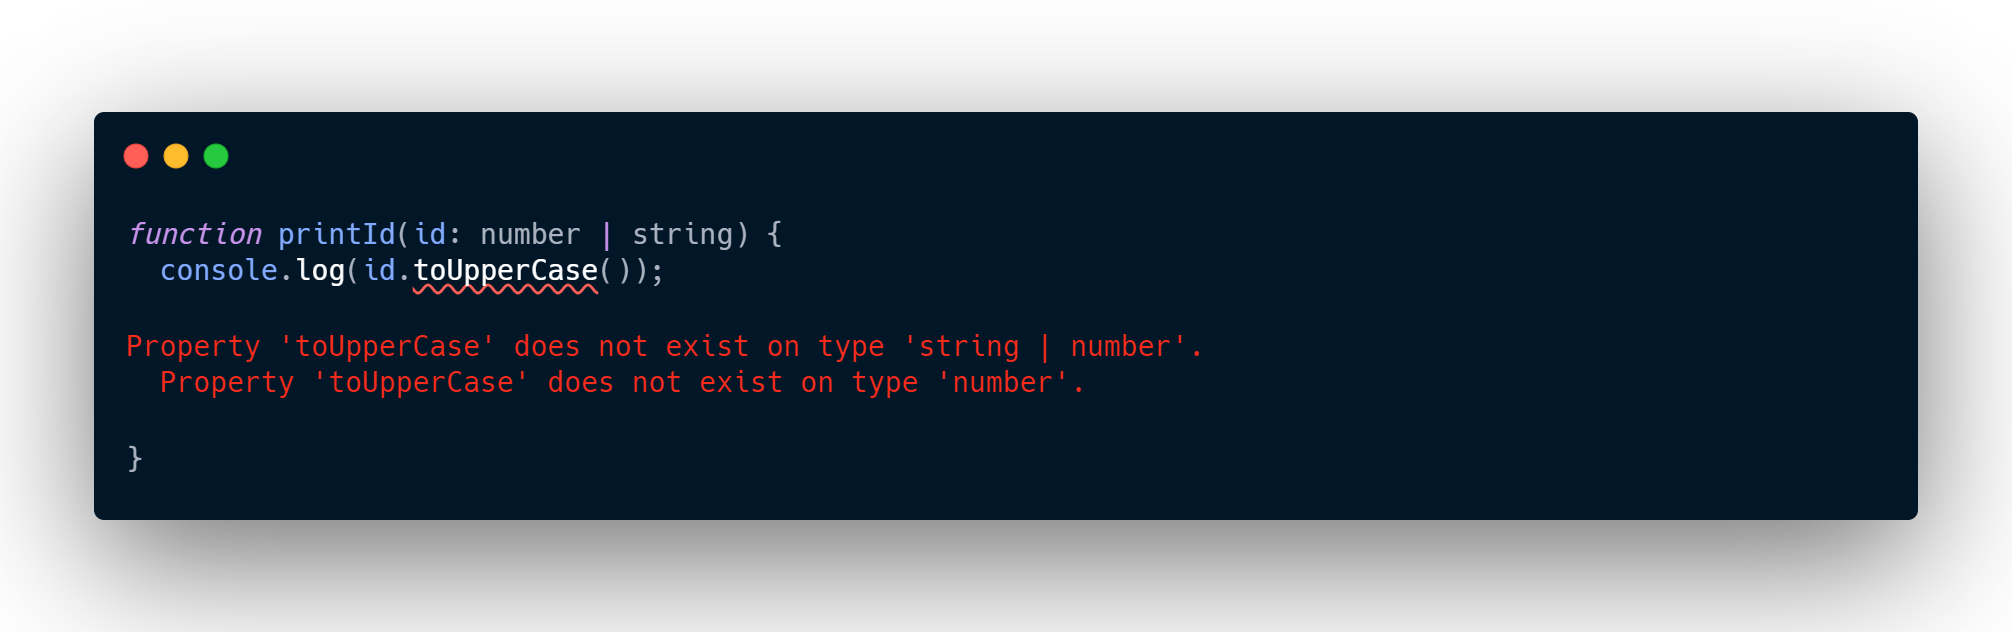 function printId(id: number | string) {
  console.log(id.toUpperCase());
Property 'toUpperCase' does not exist on type 'string | number'.
  Property 'toUpperCase' does not exist on type 'number'.
}